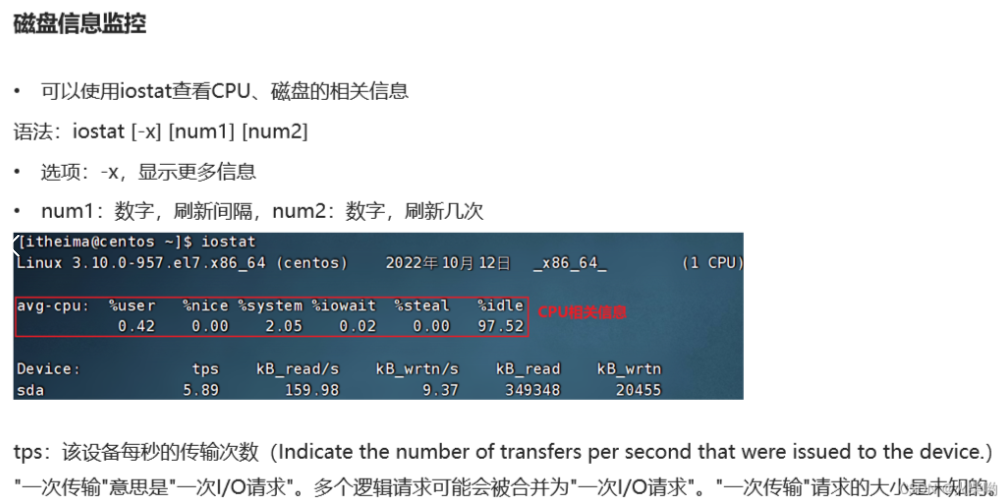 磁盘信息监控
• 可以使用iostat查看CPU、磁盘的相关信息
语法：iostat [-x] [num1] [num2]
• 选项：-x，显示更多信息
• num1：数字，刷新间隔，num2：数字，刷新几次
[itheima@centos ~]$ iostat
Linux 3.10.0-957.el7.x86_64 (centos) 2022年10月12日 _x86_64_ (1 CPU)
avg-cpu: %user %nice %system %iowait %steal %idle
0.42 0.00 2.05 0.02 0.00 97.52
CPU相关信息
Device: tps kB_read/s kB_wrtn/s kB_read kB_wrtn
sda 5.89 159.98 9.37 349348 20455
tps：该设备每秒的传输次数（Indicate the number of transfers per second that were issued to the device.）
"一次传输"意思是"一次I/O请求"。多个逻辑请求可能会被合并为"一次I/O请求"。"一次传输"请求的大小是未知的